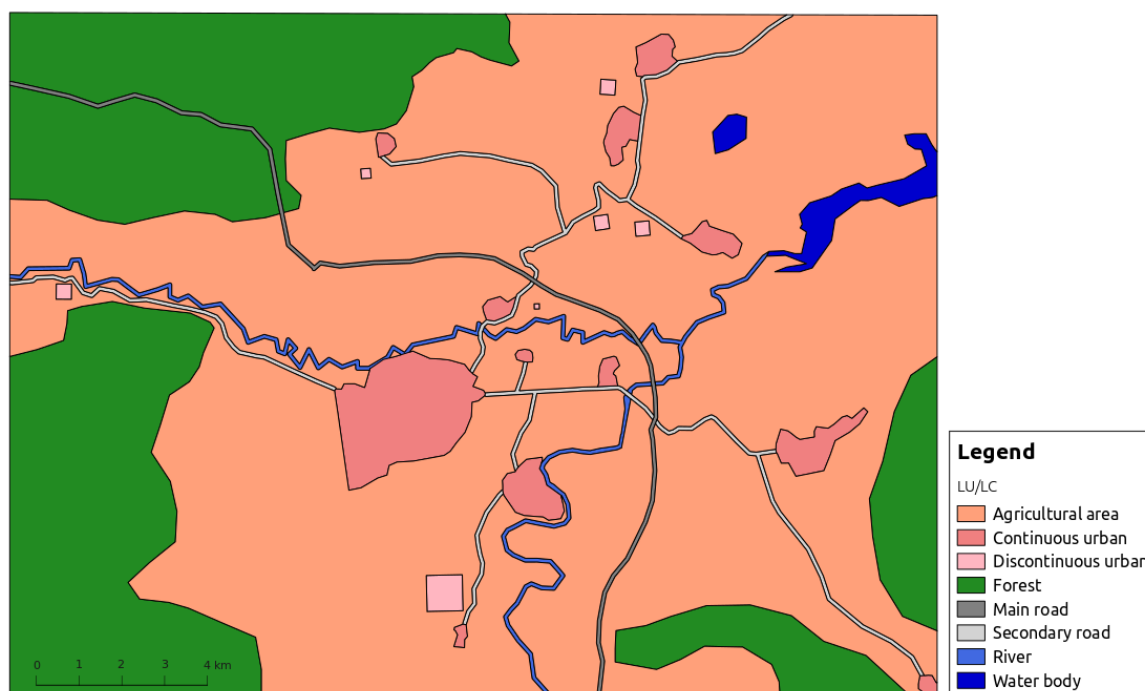 Legend
LU/LC
Agricultural area
Continuous urban
Discontinuous urban
Forest
Main road
Secondary road
River
Water body
0 1 2 3 4 km